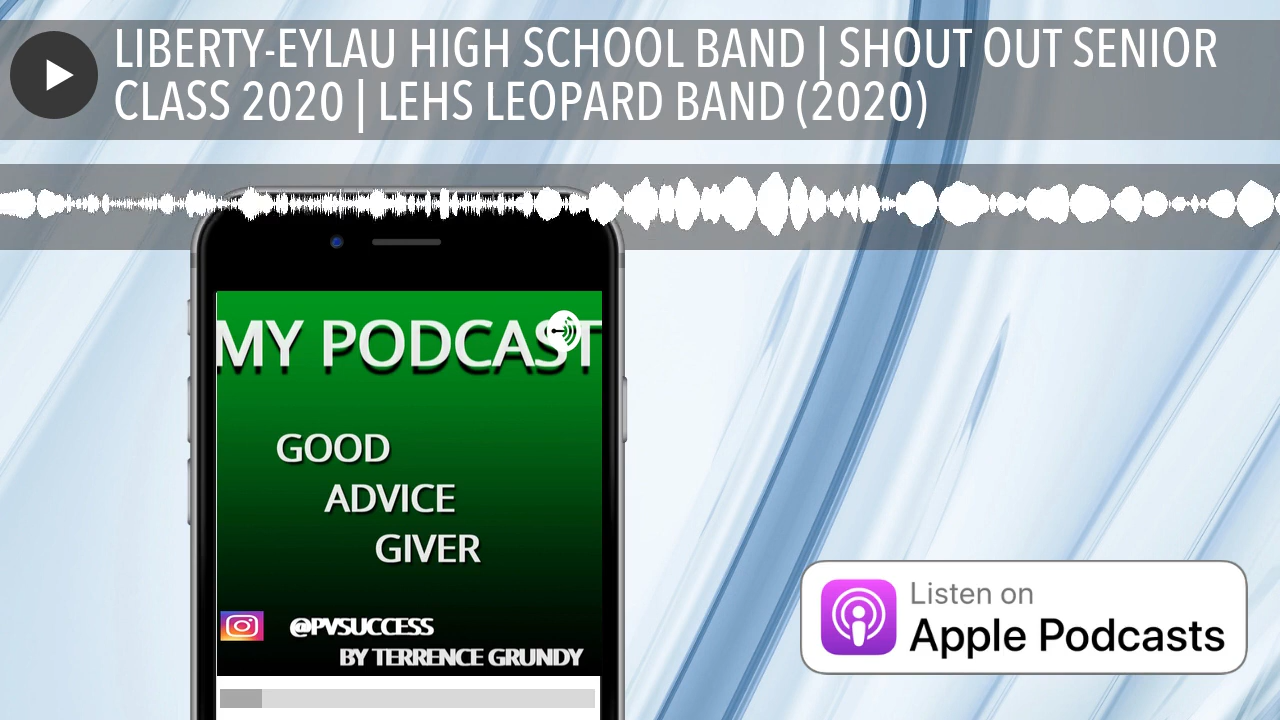 LIBERTY-EYLAU HIGH SCHOOL BAND | SHOUT OUT SENIOR
CLASS 2020 | LEHS LEOPARD BAND (2020)
MY PODCAST
GOOD
ADVICE
GIVER
@PVSUCCESS
BY TERRENCE GRUNDY
Listen on
Apple Podcasts